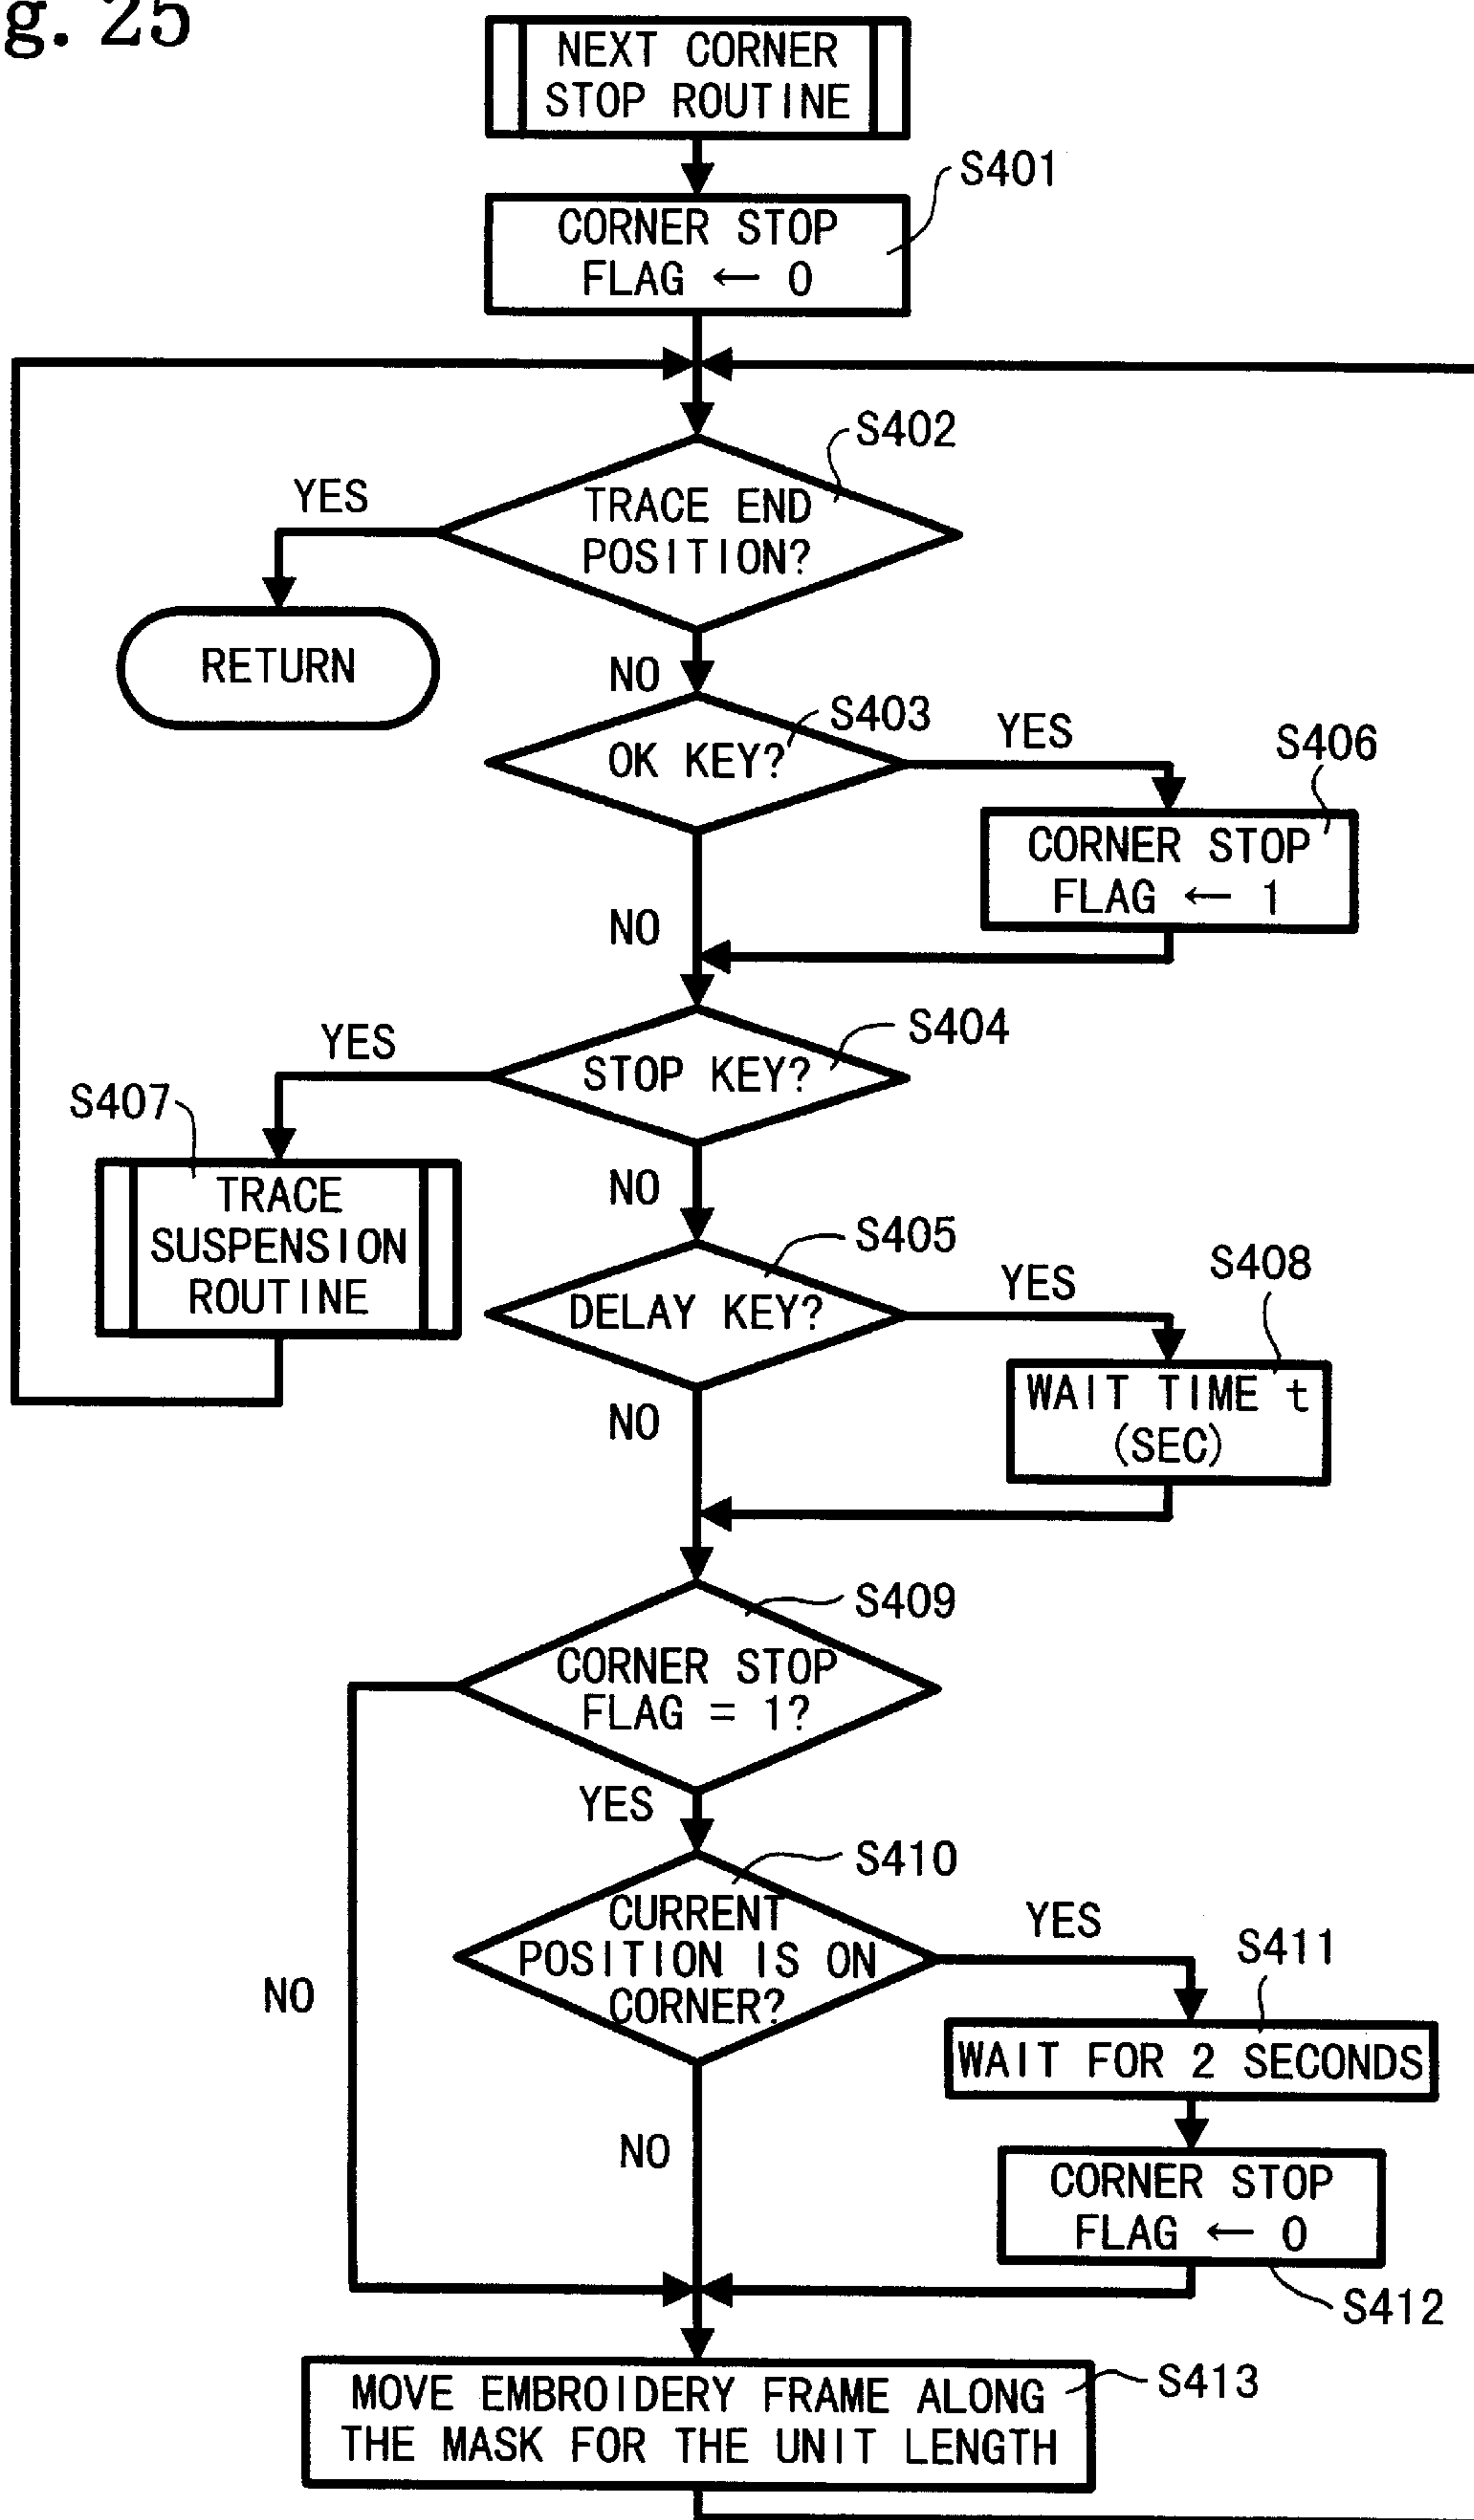 g. 25
NEXT CORNER
STOP ROUTINE
S401
CORNER STOP
FLAG ← 0
S402
YES
TRACE END
POSITION?
RETURN
NO
S403
YES
OK KEY?
S406
CORNER STOP
FLAG ← 1
NO
S404
YES
STOP KEY?
S407
TRACE
SUSPENSION
ROUTINE
NO
S405
YES
DELAY KEY?
S408
WAIT TIME t
(SEC)
NO
S409
CORNER STOP
FLAG = 1?
YES
S410
CURRENT
POSITION IS ON
CORNER?
YES
NO
S411
WAIT FOR 2 SECONDS
NO
CORNER STOP
FLAG ← 0
S412
S413
MOVE EMBROIDERY FRAME ALONG
THE MASK FOR THE UNIT LENGTH